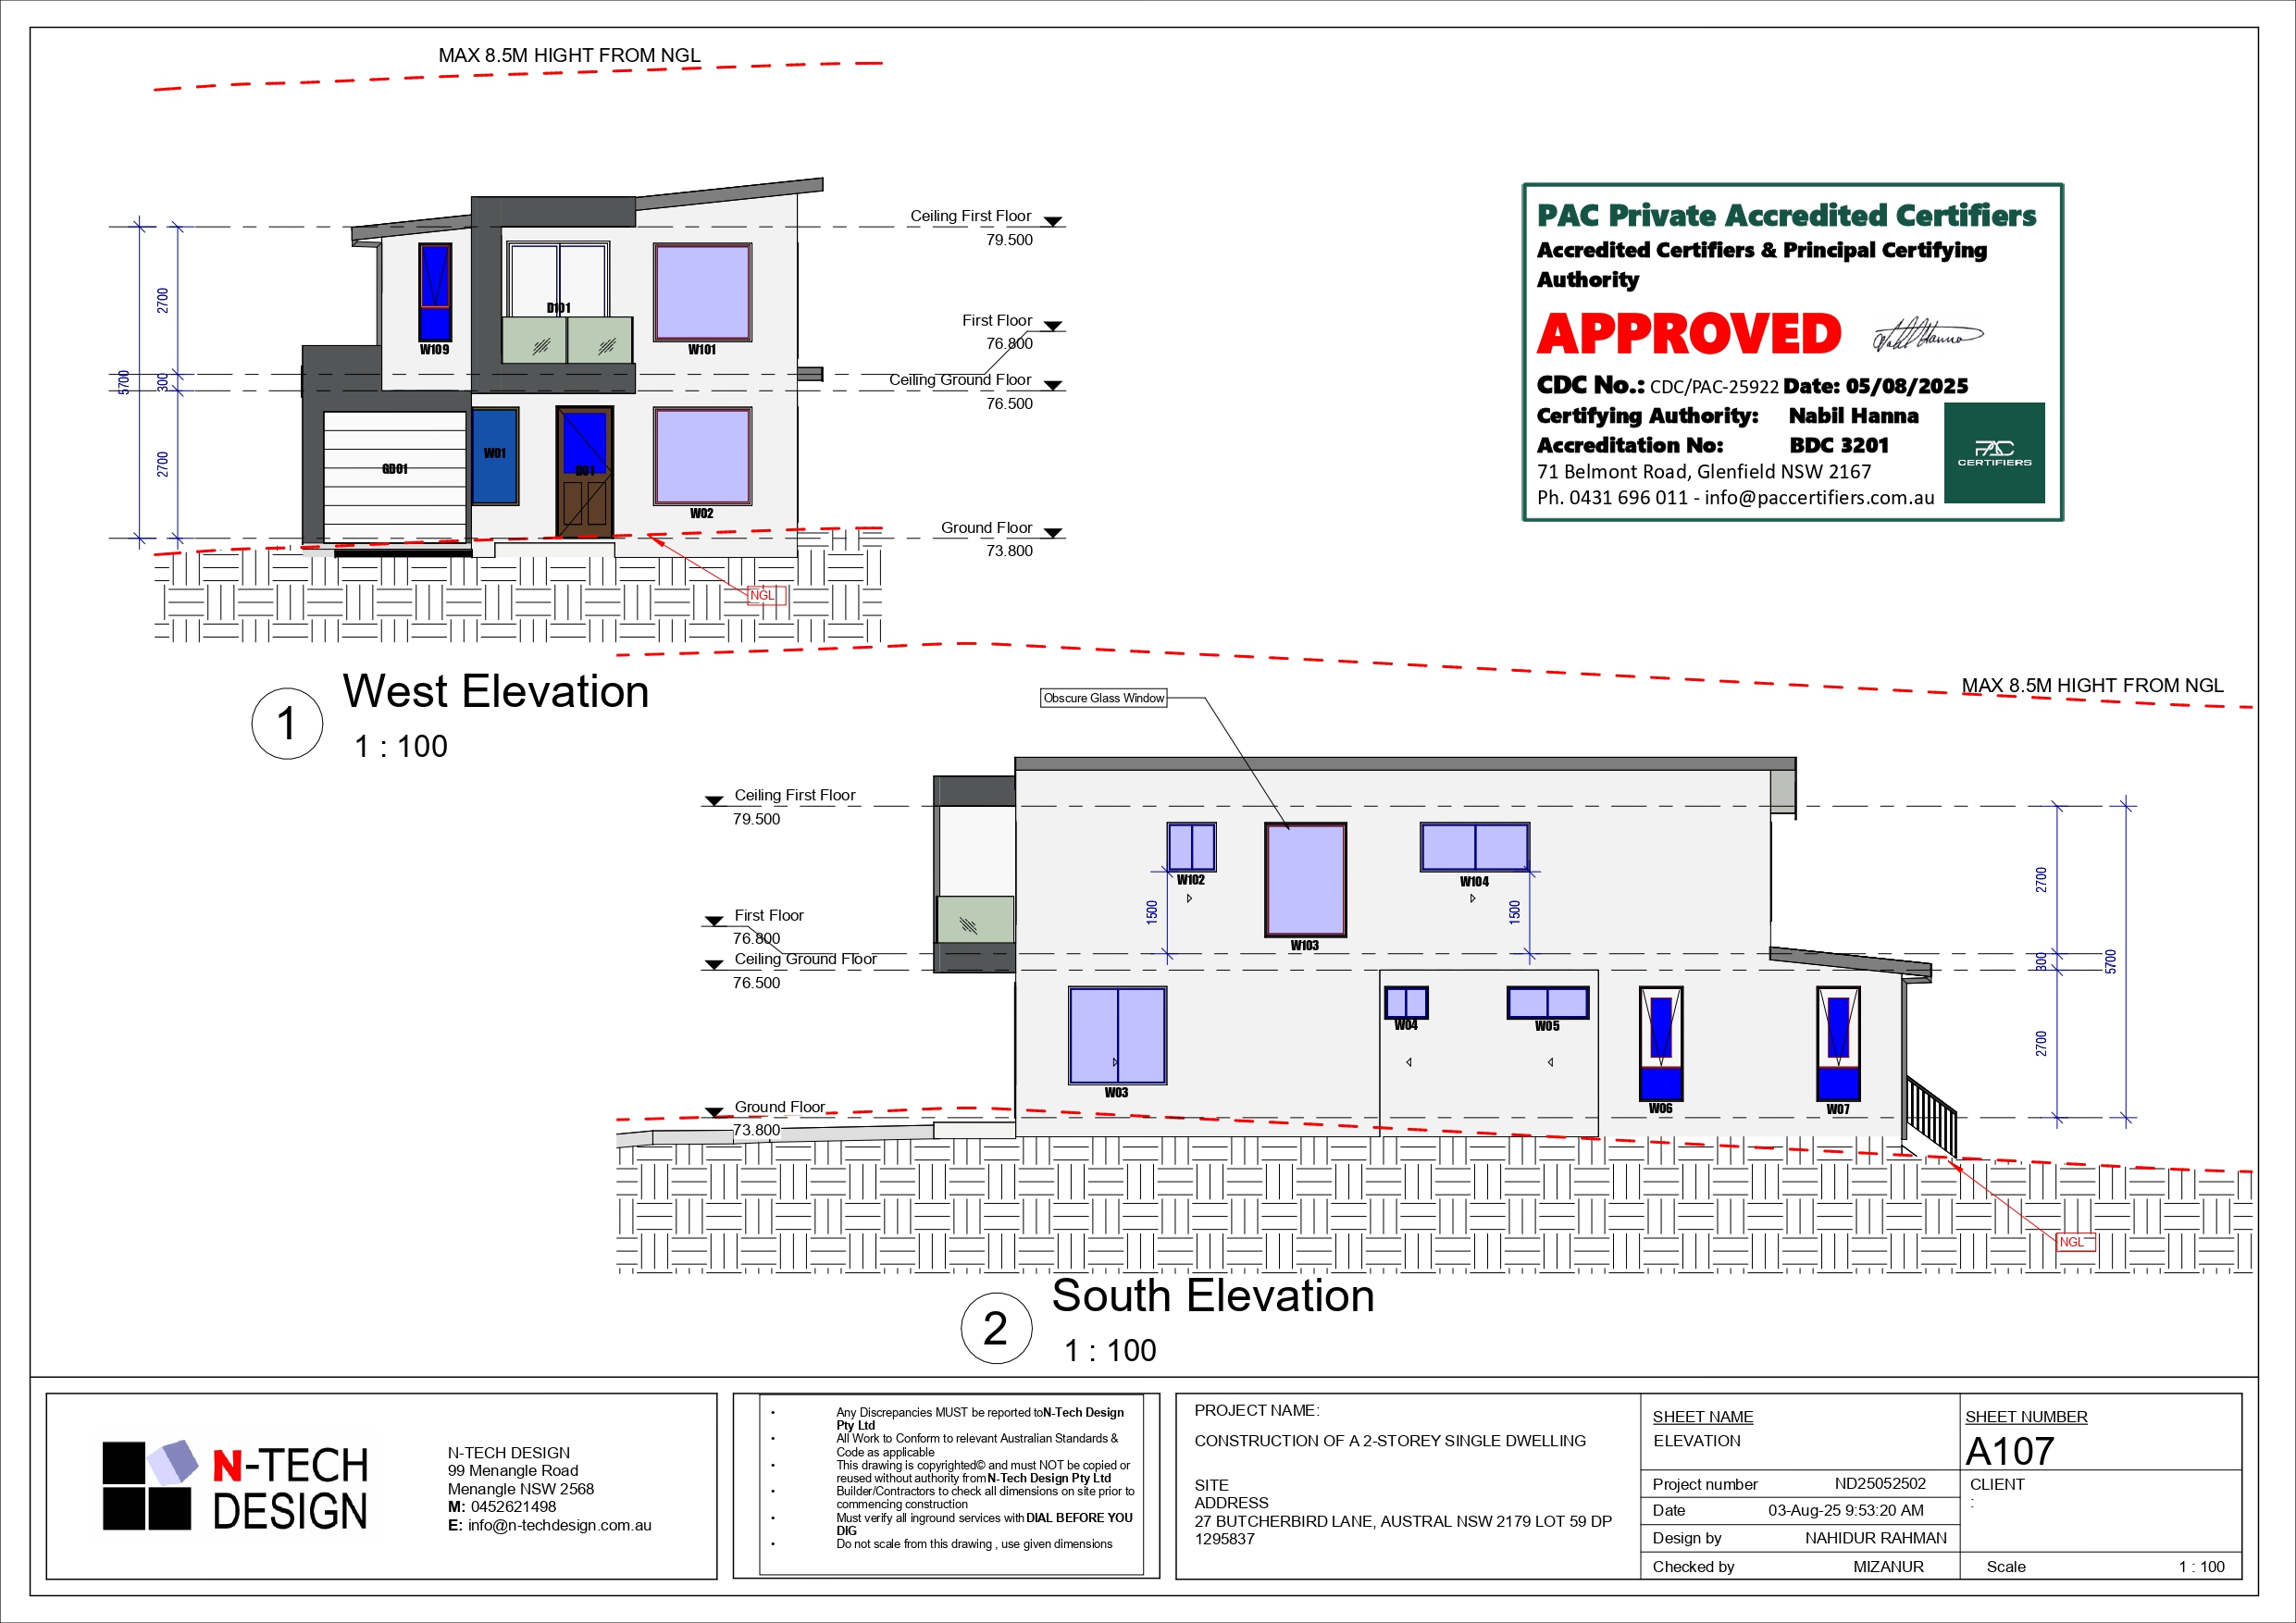 MAX 8.5M HIGHT FROM NGL
Ceiling First Floor
79.500
First Floor
76.800
Ceiling Ground Floor
76.500
Ground Floor
73.800
2700
300
2700
5700
W109
D101
W101
GD01
W01
D01
W02
NGL
1
West Elevation
1 : 100
PAC Private Accredited Certifiers
Accredited Certifiers & Principal Certifying
Authority
APPROVED
CDC No.: CDC/PAC-25922 Date: 05/08/2025
Certifying Authority: Nabil Hanna
Accreditation No: BDC 3201
71 Belmont Road, Glenfield NSW 2167
Ph. 0431 696 011 - info@paccertifiers.com.au
PAC
CERTIFIERS
MAX 8.5M HIGHT FROM NGL
Obscure Glass Window
Ceiling First Floor
79.500
First Floor
76.800
Ceiling Ground Floor
76.500
Ground Floor
73.800
W102
W103
W104
1500
1500
W03
W04
W05
W06
W07
2700
300
2700
5700
NGL
2
South Elevation
1 : 100
N-TECH
DESIGN
N-TECH DESIGN
99 Menangle Road
Menangle NSW 2568
M: 0452621498
E: info@n-techdesign.com.au
• Any Discrepancies MUST be reported toN-Tech Design
Pty Ltd
• All Work to Conform to relevant Australian Standards &
Code as applicable
• This drawing is copyrighted© and must NOT be copied or
reused without authority from N-Tech Design Pty Ltd
• Builder/Contractors to check all dimensions on site prior to
commencing construction
• Must verify all inground services with DIAL BEFORE YOU
DIG
• Do not scale from this drawing , use given dimensions
PROJECT NAME:
CONSTRUCTION OF A 2-STOREY SINGLE DWELLING
SITE
ADDRESS
27 BUTCHERBIRD LANE, AUSTRAL NSW 2179 LOT 59 DP
1295837
SHEET NAME
ELEVATION
Project number ND25052502
Date 03-Aug-25 9:53:20 AM
Design by NAHIDUR RAHMAN
Checked by MIZANUR
SHEET NUMBER
A107
CLIENT
:
Scale 1 : 100